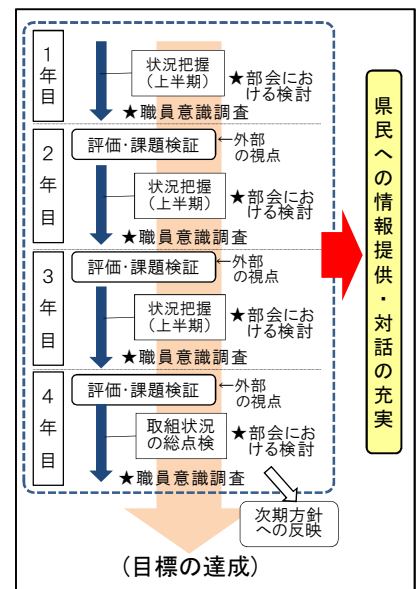 1年目
状況把握
(上半期)
★部会にお
ける検討
★職員意識調査
2年目
評価・課題検証
←外部
の視点
状況把握
(上半期)
★部会にお
ける検討
★職員意識調査
3年目
評価・課題検証
←外部
の視点
状況把握
(上半期)
★部会にお
ける検討
★職員意識調査
4年目
評価・課題検証
←外部
の視点
取組状況
の総点検
★部会にお
ける検討
★職員意識調査
次期方針
への反映
(目標の達成)
県民への情報提供・対話の充実